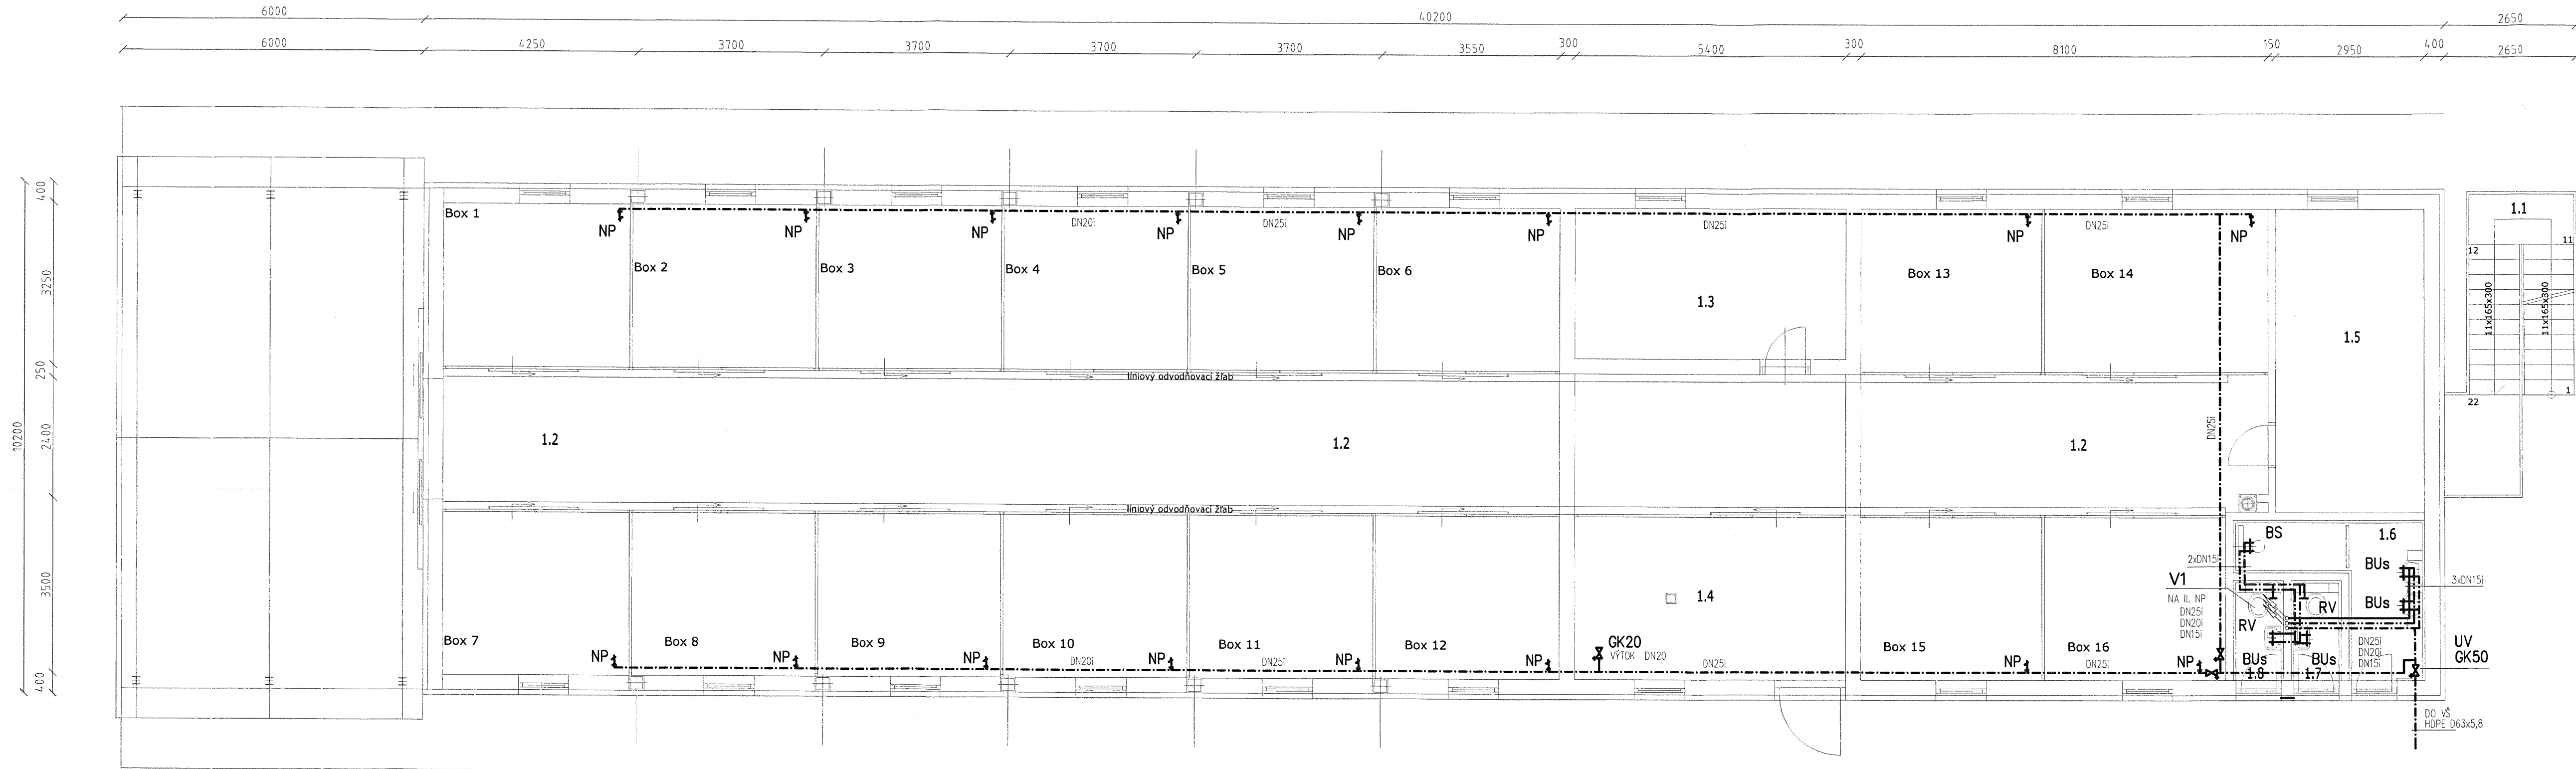 6000
40200
2650
6000
4250
3700
3700
3700
3700
3550
300
5400
300
8100
150
2950
400
2650
10200
400
3250
250
2400
3500
400
Box 1
NP
NP
NP
DN20i
NP
DN25i
NP
NP
DN25i
NP
DN25i
NP
Box 2
Box 3
Box 4
Box 5
Box 6
1.3
Box 13
Box 14
1.5
1.1
12
11
11x165x300
11x165x300
22
1
líniový odvodňovací žľab
1.2
1.2
1.2
DN25i
líniový odvodňovací žľab
BS
1.6
2xDN15i
BUs
3xDN15i
V1
NA II. NP
DN25i
DN20i
DN15i
BUs
RV
RV
1.4
Box 7
Box 8
Box 9
Box 10
Box 11
Box 12
GK20
VÝTOK DN20
Box 15
Box 16
NP
NP
NP
DN20i
NP
DN25i
NP
NP
DN25i
NP
DN25i
NP
BUs
BUs
1.8
1.7
DN25i
DN20i
DN15i
UV
GK50
DO VŠ
HDPE D63x5,8